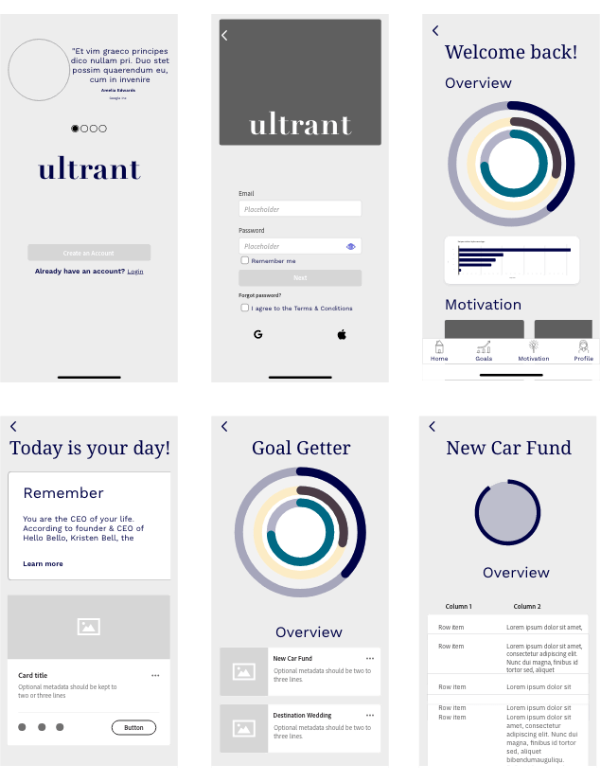 "Et vim graeco principes
dico nullam pri. Duo stet
possim quaerendum eu,
cum in invenire
Amelia Edwards
ultrant
Create an Account
Already have an account? Login
ultrant
Email
Placeholder
Password
Placeholder
Remember me
Next
Forgot password?
I agree to the Terms & Conditions
Welcome back!
Overview
Motivation
Home Goals Motivation Profile
Today is your day!
Remember
You are the CEO of your life.
According to founder & CEO of
Hello Bello, Kristen Bell, the
Learn more
Card title
Optional metadata should be kept to
two or three lines
Button
Goal Getter
Overview
New Car Fund
Optional metadata should be two to
three lines
Destination Wedding
Optional metadata should be two to
three lines
New Car Fund
Overview
Column 1 Column 2
Row item Lorem ipsum dolor sit amet,
Row item Lorem ipsum dolor sit amet,
consectetur adipiscing elit.
Nunc dui magna, finibus id
tortor sed, aliquet
Row item Lorem ipsum dolor sit
Row item Lorem ipsum dolor sit
Row item Lorem ipsum dolor sit
amet, consectetur
adipiscing elit. Nunc dui
magna, finibus id tortor
sed, aliquet
bibendumauguliqu.